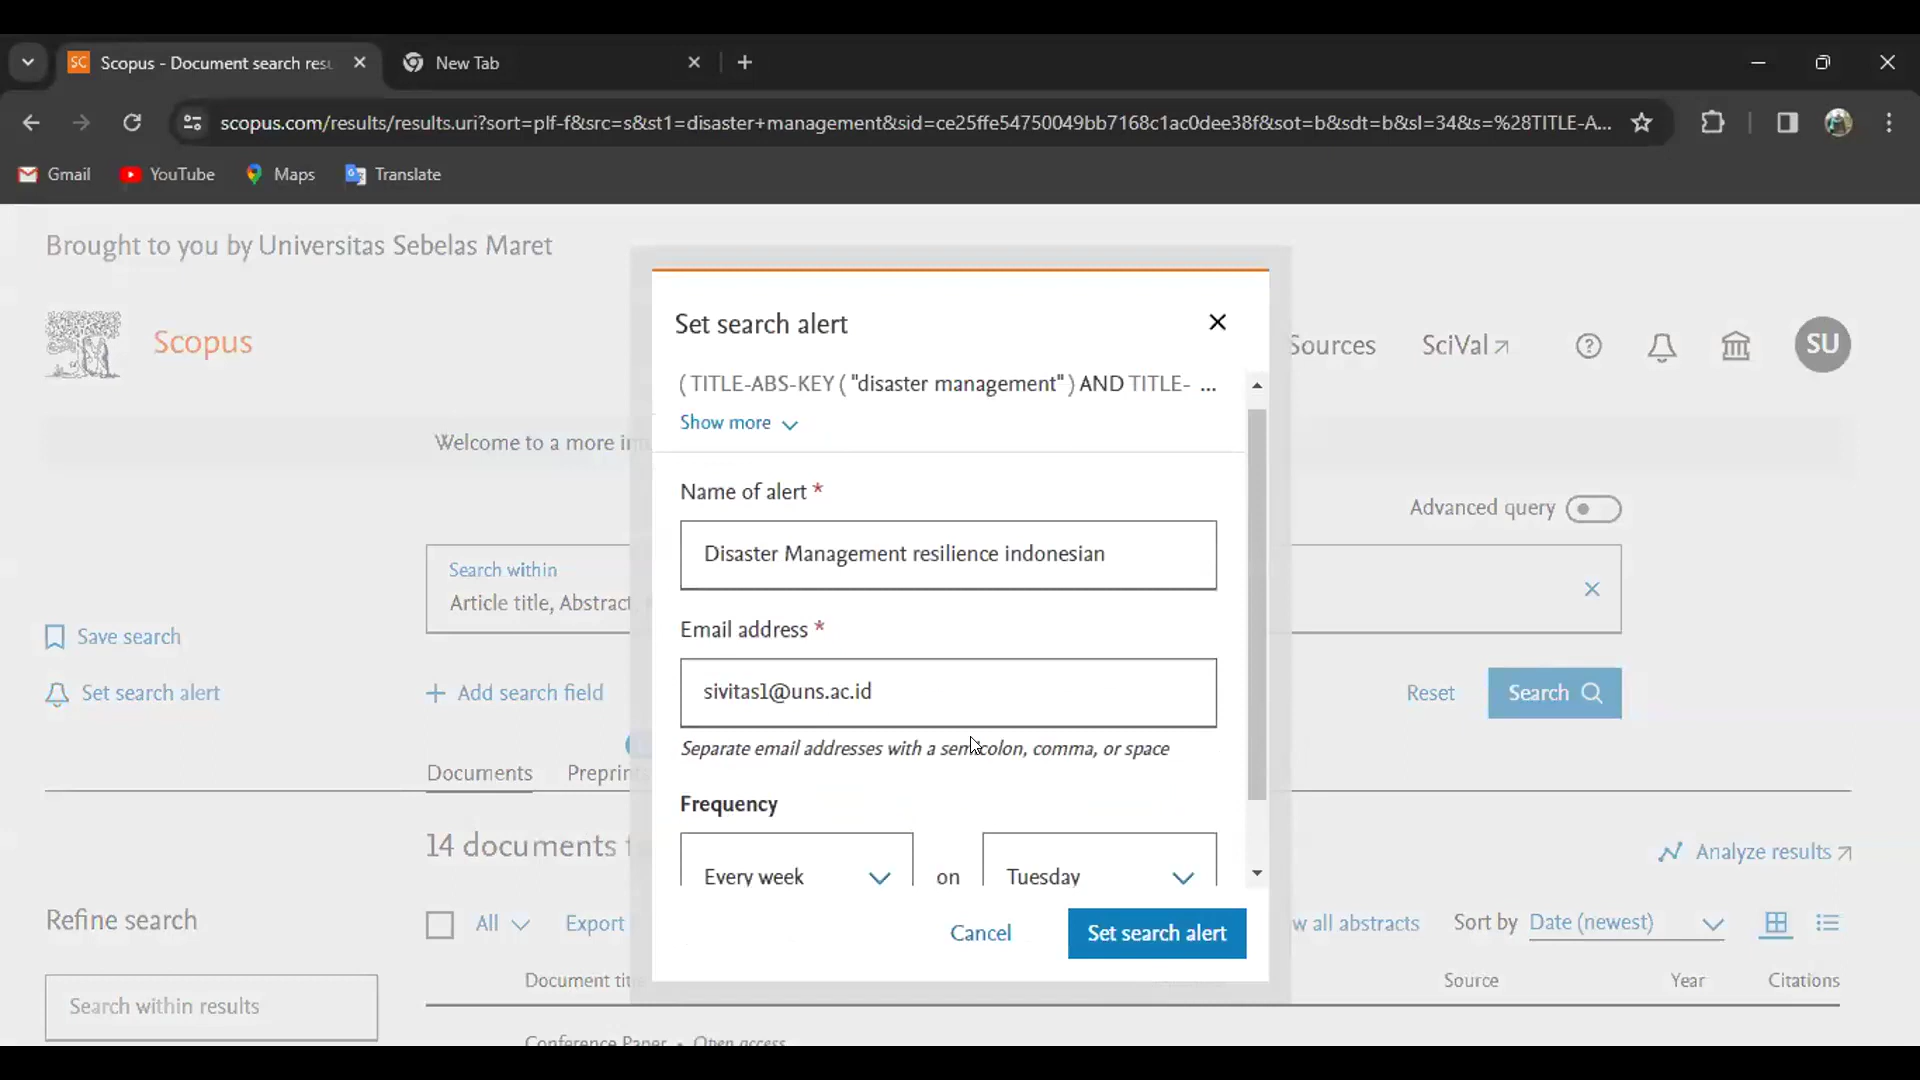 Scopus - Document search resu
New Tab
scopus.com/results/results.uri?sort=plf-f&src=s&st1=disaster+management&sid=ce25ffe54750049bb7168c1ac0dee38f&sot=b&sdt=b&sl=34&s=%28TITLE-A...
Gmail YouTube Maps Translate
Brought to you by Universitas Sebelas Maret
Scopus
Sources SciVal SU
Set search alert
( TITLE-ABS-KEY ( "disaster management" ) AND TITLE- ...
Show more
Welcome to a more in
Name of alert *
Advanced query
Disaster Management resilience indonesian
Search within
Article title, Abstract,
Email address *
Save search
sivitas1@uns.ac.id
Set search alert
Add search field
Reset Search
Separate email addresses with a semicolon, comma, or space
Documents Preprints
Frequency
14 documents f
Analyze results
Every week on Tuesday
Refine search
All Export
w all abstracts Sort by Date (newest)
Cancel Set search alert
Document title
Source Year Citations
Search within results
Conference Paper • Open access